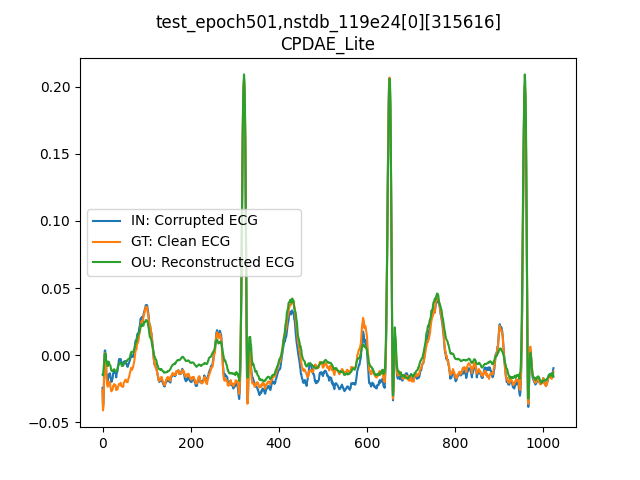 test_epoch501,nstdb_119e24[0][315616]
CPDAE_Lite
0.20
0.15
0.10
0.05
0.00
−0.05
IN: Corrupted ECG
GT: Clean ECG
OU: Reconstructed ECG
0
200
400
600
800
1000